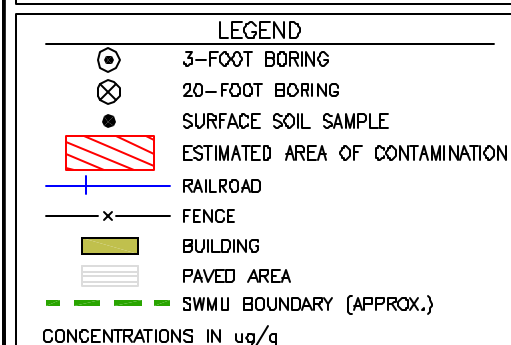 LEGEND
3-FOOT BORING
20-FOOT BORING
SURFACE SOIL SAMPLE
ESTIMATED AREA OF CONTAMINATION
RAILROAD
FENCE
BUILDING
PAVED AREA
SWMU BOUNDARY (APPROX.)
CONCENTRATIONS IN ug/g